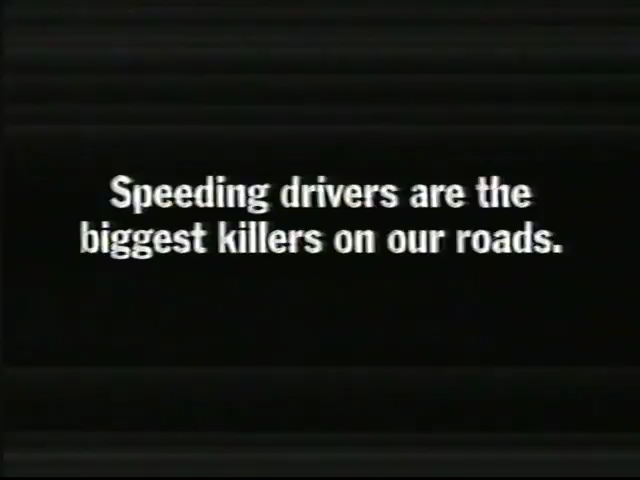 Speeding drivers are the
biggest killers on our roads.